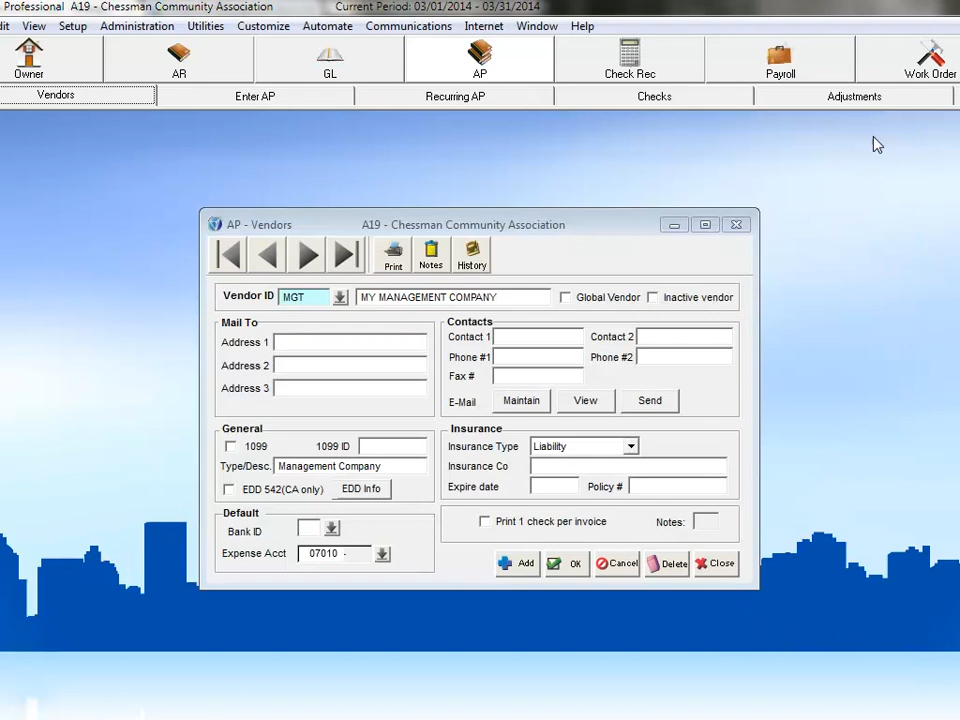 Professional A19 - Chessman Community Association Current Period: 03/01/2014 - 03/31/2014
dit View Setup Administration Utilities Customize Automate Communications Internet Window Help
Owner AR GL AP Check Rec Payroll Work Order
Vendors Enter AP Recurring AP Checks Adjustments
AP - Vendors A19 - Chessman Community Association
Print Notes History
Vendor ID MGT MY MANAGEMENT COMPANY Global Vendor Inactive vendor
Mail To
Address 1
Address 2
Address 3
Contacts
Contact 1 Contact 2
Phone #1 Phone #2
Fax #
E-Mail Maintain View Send
General
1099 1099 ID
Type/Desc. Management Company
EDD 542(CA only) EDD Info
Insurance
Insurance Type Liability
Insurance Co
Expire date Policy #
Default
Bank ID
Expense Acct 07010 -
Print 1 check per invoice Notes:
Add OK Cancel Delete Close